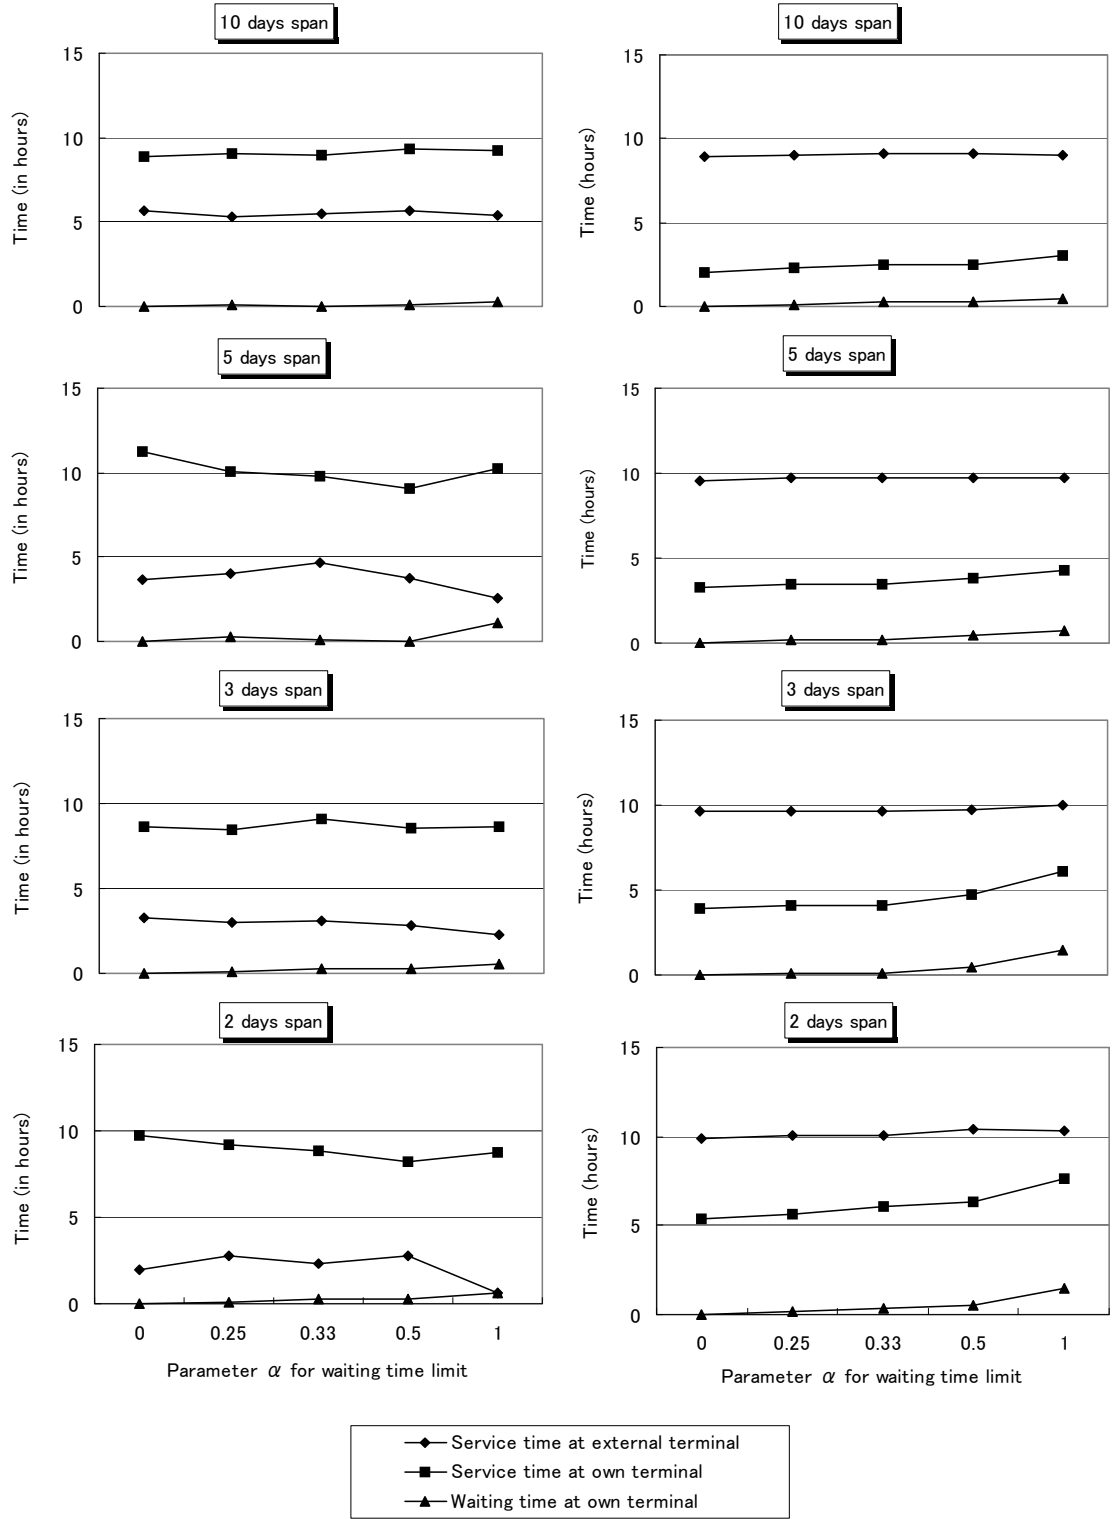 10 days span
15
10
5
0
Time (in hours)
10 days span
15
10
5
0
Time (hours)
5 days span
15
10
5
0
Time (in hours)
5 days span
15
10
5
0
Time (hours)
3 days span
15
10
5
0
Time (in hours)
3 days span
15
10
5
0
Time (hours)
2 days span
15
10
5
0
Time (in hours)
0 0.25 0.33 0.5 1
Parameter α for waiting time limit
2 days span
15
10
5
0
Time (hours)
0 0.25 0.33 0.5 1
Parameter α for waiting time limit
Service time at external terminal
Service time at own terminal
Waiting time at own terminal